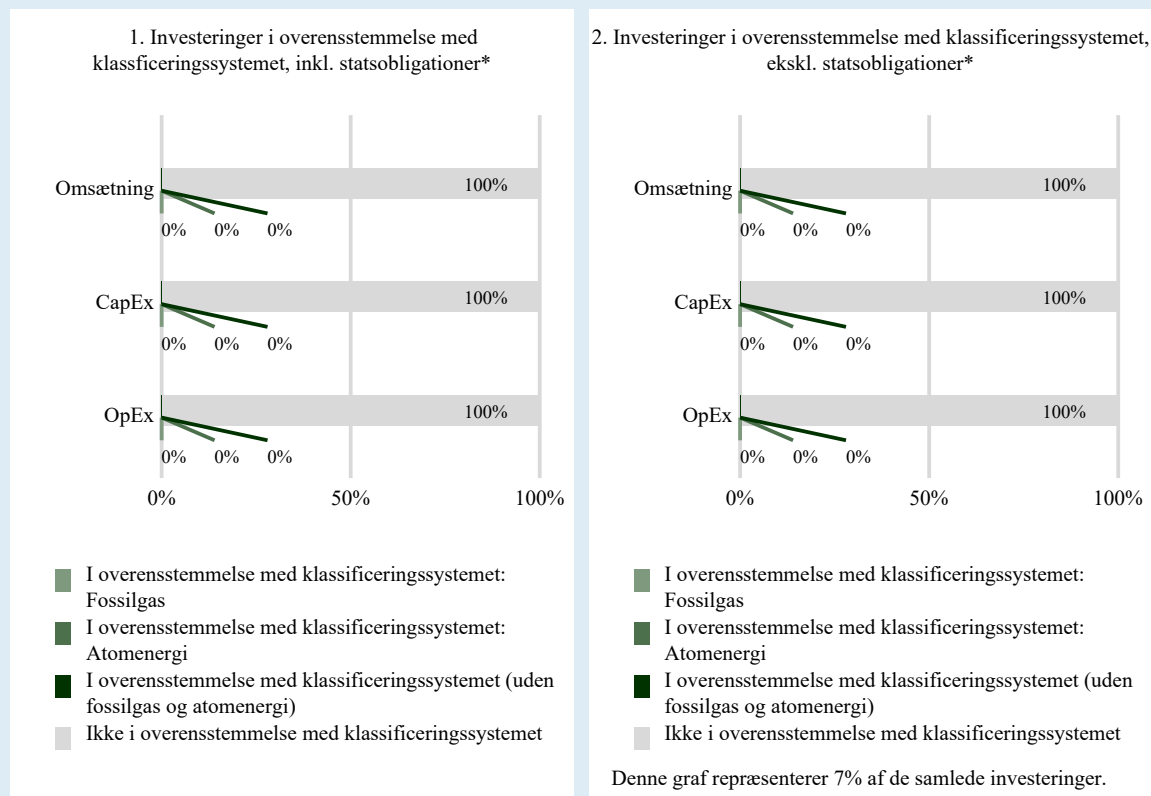 1. Investeringer i overensstemmelse med
klassficeringssystemet, inkl. statsobligationer*
Omsætning
100%
0% 0% 0%
CapEx
100%
0% 0% 0%
OpEx
100%
0% 0% 0%
0% 50% 100%
I overensstemmelse med klassificeringssystemet:
Fossilgas
I overensstemmelse med klassificeringssystemet:
Atomenergi
I overensstemmelse med klassificeringssystemet (uden
fossilgas og atomenergi)
Ikke i overensstemmelse med klassificeringssystemet
2. Investeringer i overensstemmelse med klassificeringssystemet,
ekskl. statsobligationer*
Omsætning
100%
0% 0% 0%
CapEx
100%
0% 0% 0%
OpEx
100%
0% 0% 0%
0% 50% 100%
I overensstemmelse med klassificeringssystemet:
Fossilgas
I overensstemmelse med klassificeringssystemet:
Atomenergi
I overensstemmelse med klassificeringssystemet (uden
fossilgas og atomenergi)
Ikke i overensstemmelse med klassificeringssystemet
Denne graf repræsenterer 7% af de samlede investeringer.